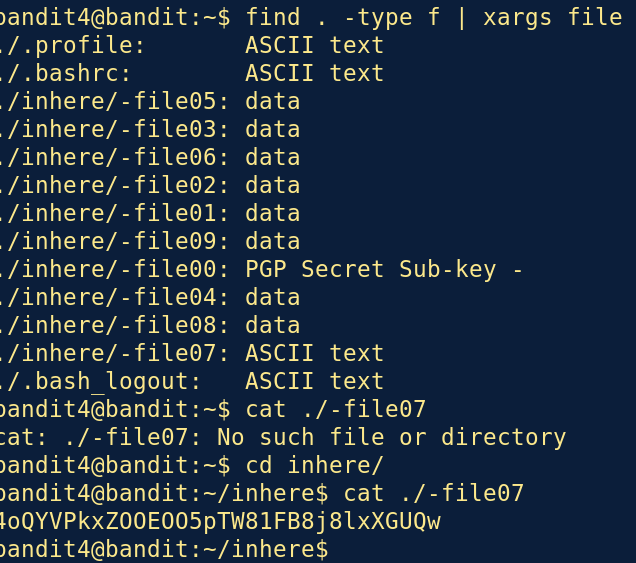 bandit4@bandit:~$ find . -type f | xargs file
./.profile:       ASCII text
./.bashrc:        ASCII text
./inhere/-file05: data
./inhere/-file03: data
./inhere/-file06: data
./inhere/-file02: data
./inhere/-file01: data
./inhere/-file09: data
./inhere/-file00: PGP Secret Sub-key -
./inhere/-file04: data
./inhere/-file08: data
./inhere/-file07: ASCII text
./.bash_logout:   ASCII text
bandit4@bandit:~$ cat ./-file07
cat: ./-file07: No such file or directory
bandit4@bandit:~$ cd inhere/
bandit4@bandit:~/inhere$ cat ./-file07
4oQYVPkxZOOEOO5pTW81FB8j8lxXGUQw
bandit4@bandit:~/inhere$